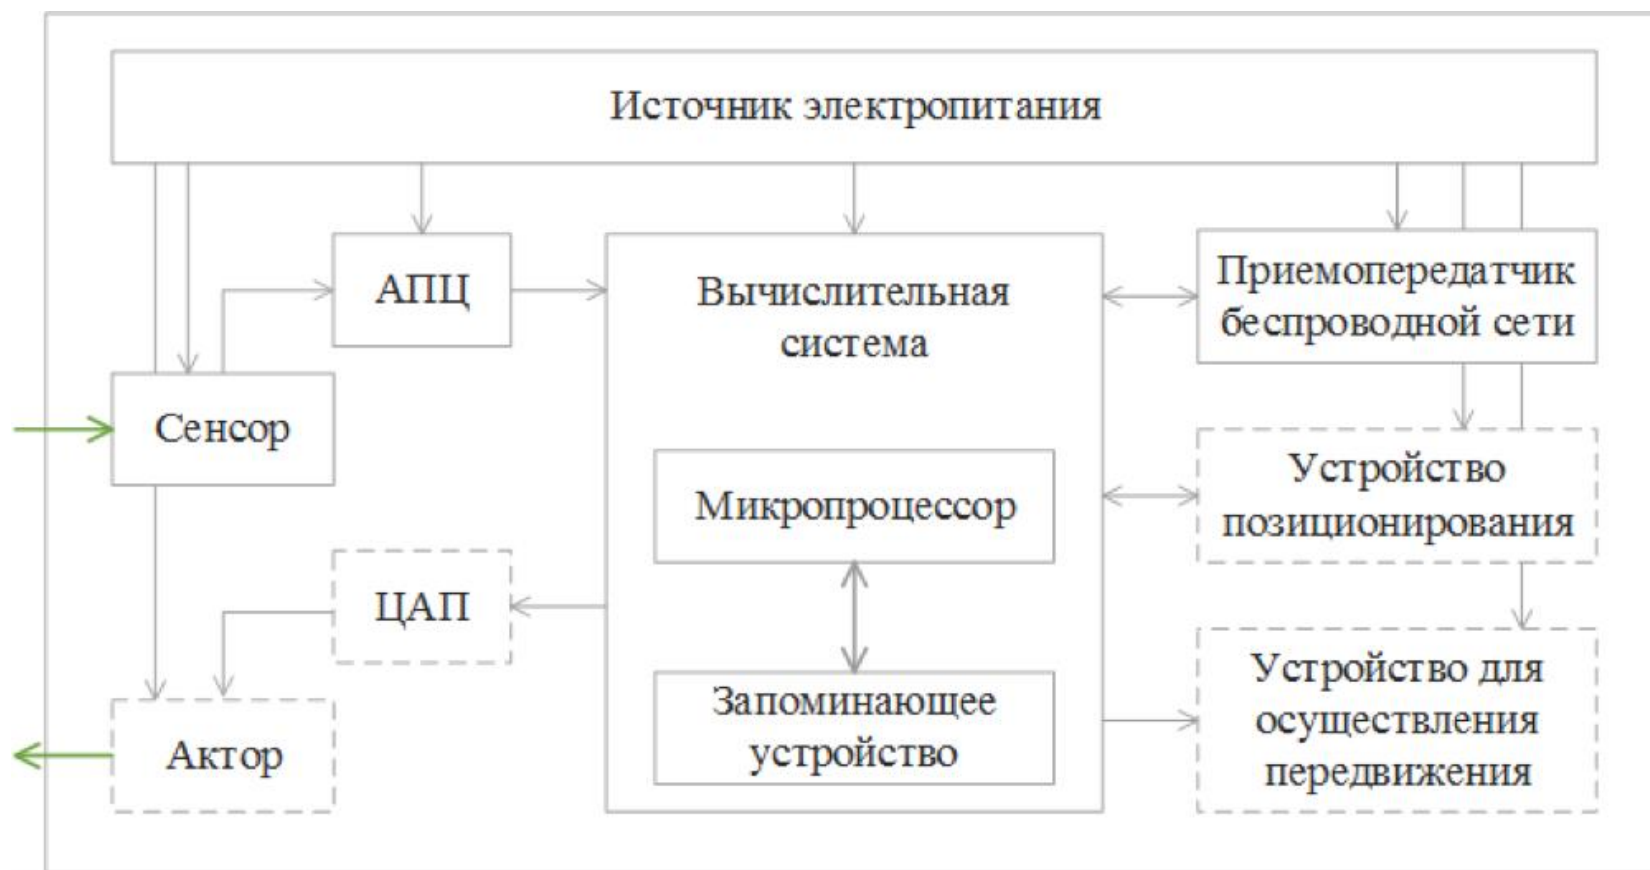 Источник электропитания
АПЦ
Вычислительная
система
Приемопередатчик
беспроводной сети
Сенсор
Микропроцессор
Устройство
позиционирования
ЦАП
Запоминающее
устройство
Устройство для
осуществления
передвижения
Актор